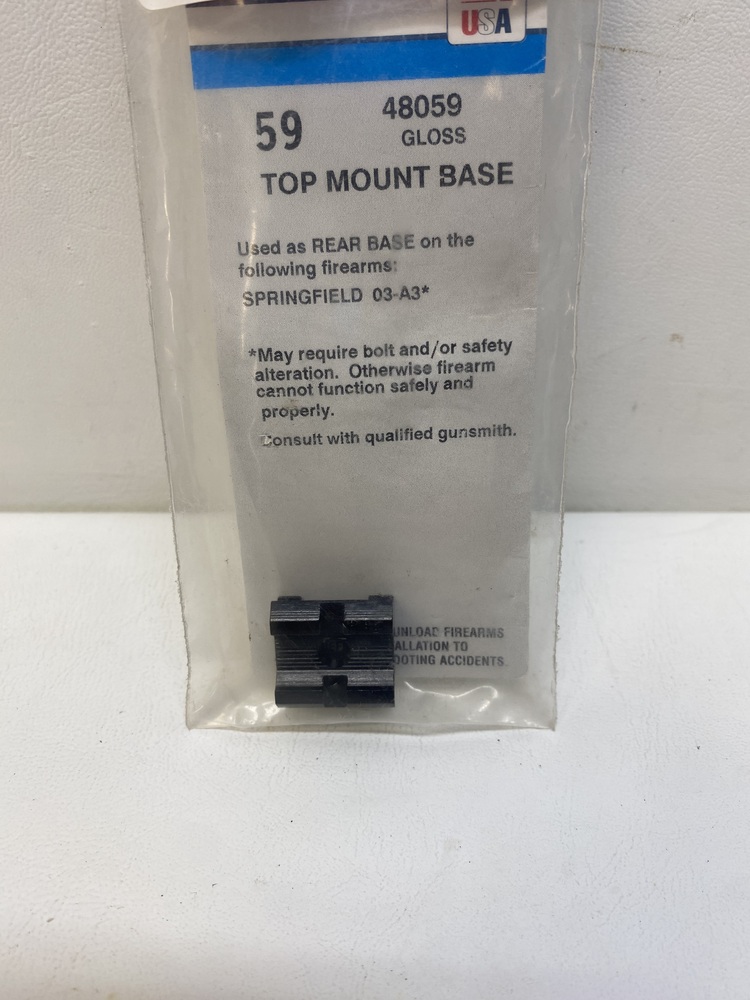 USA
59
48059
GLOSS
TOP MOUNT BASE
Used as REAR BASE on the
following firearms:
SPRINGFIELD 03-A3*
*May require bolt and/or safety
alteration. Otherwise firearm
cannot function safely and
properly.
Consult with qualified gunsmith.
UNLOAD FIREARMS
ALLATION TO
OOTING ACCIDENTS.